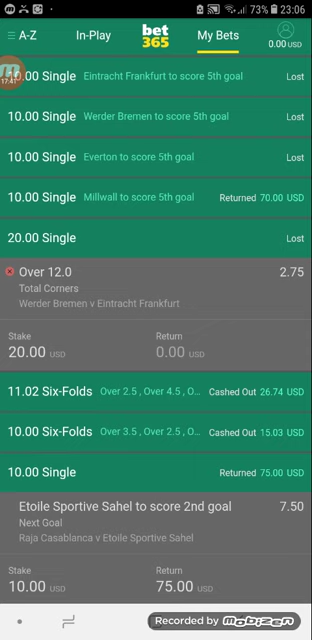 73% 23:06
A-Z In-Play bet365 My Bets 0.00 USD
17:41
.00 Single Eintracht Frankfurt to score 5th goal Lost
10.00 Single Werder Bremen to score 5th goal Lost
10.00 Single Everton to score 5th goal Lost
10.00 Single Millwall to score 5th goal Returned 70.00 USD
20.00 Single Lost
Over 12.0 2.75
Total Corners
Werder Bremen v Eintracht Frankfurt
Stake Return
20.00 USD 0.00 USD
11.02 Six-Folds Over 2.5 , Over 4.5 , O... Cashed Out 26.74 USD
10.00 Six-Folds Over 3.5 , Over 2.5 , O... Cashed Out 15.03 USD
10.00 Single Returned 75.00 USD
Etoile Sportive Sahel to score 2nd goal 7.50
Next Goal
Raja Casablanca v Etoile Sportive Sahel
Stake Return
10.00 USD 75.00 USD
Recorded by MOBIZEN